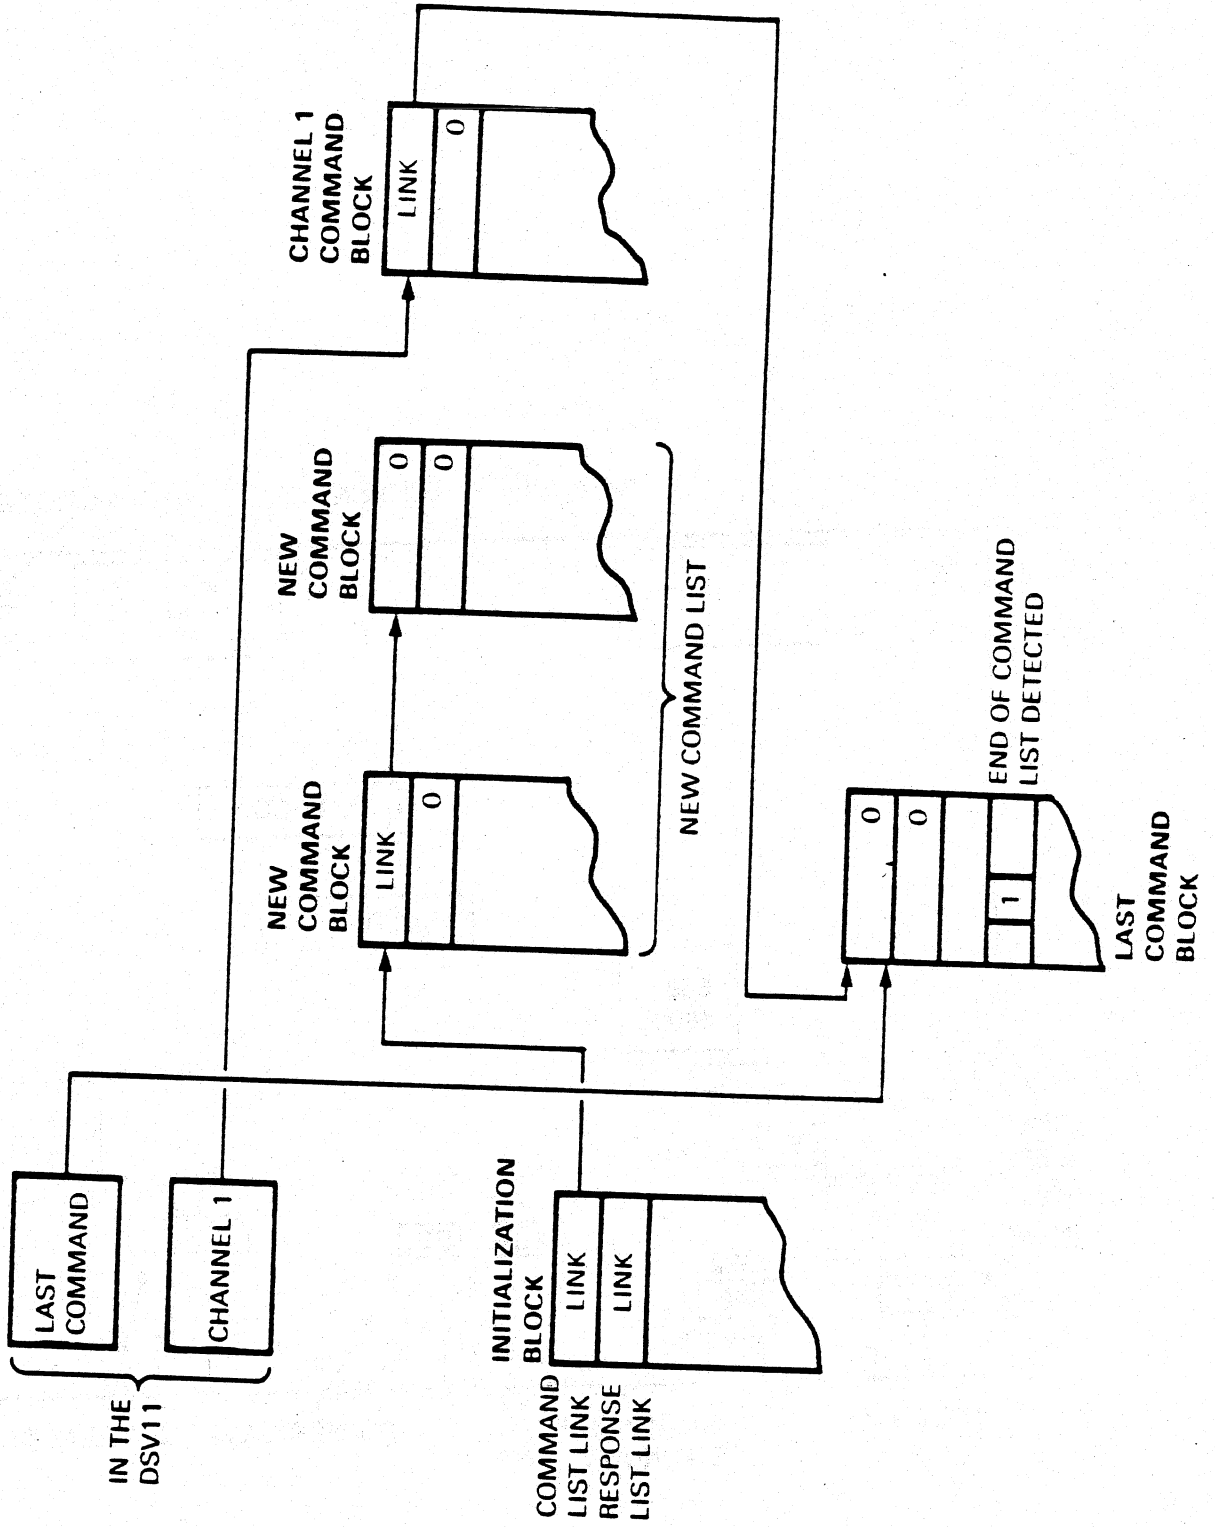 IN THE
DSV11
LAST
COMMAND
CHANNEL 1
COMMAND
LIST LINK
RESPONSE
LIST LINK
INITIALIZATION
BLOCK
LINK
LINK
NEW
COMMAND
BLOCK
LINK
0
NEW
COMMAND
BLOCK
0
0
NEW COMMAND LIST
CHANNEL 1
COMMAND
BLOCK
LINK
0
0
0
1
END OF COMMAND
LIST DETECTED
LAST
COMMAND
BLOCK